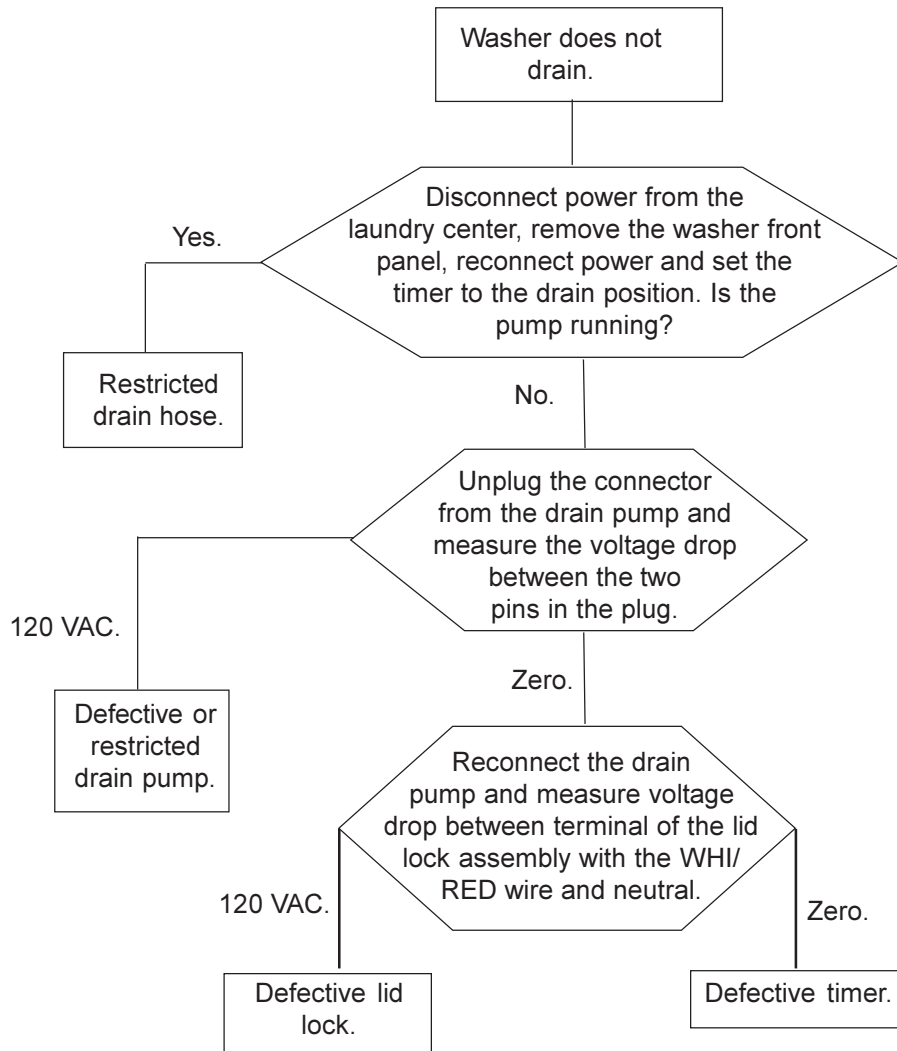 Washer does not
drain.
Disconnect power from the
laundry center, remove the washer front
panel, reconnect power and set the
timer to the drain position. Is the
pump running?
Yes.
Restricted
drain hose.
No.
Unplug the connector
from the drain pump and
measure the voltage drop
between the two
pins in the plug.
120 VAC.
Defective or
restricted
drain pump.
Zero.
Reconnect the drain
pump and measure voltage
drop between terminal of the lid
lock assembly with the WHI/
RED wire and neutral.
120 VAC.
Zero.
Defective lid
lock.
Defective timer.